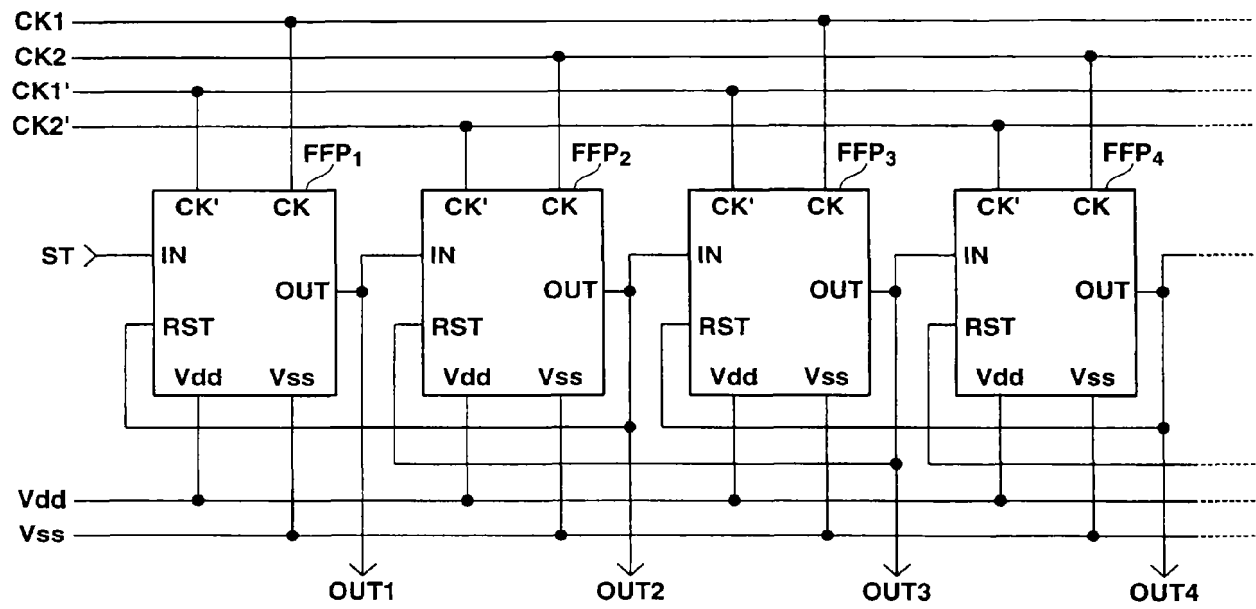 CK1
CK2
CK1'
CK2'
FFP1 FFP2 FFP3 FFP4
CK' CK CK' CK CK' CK CK' CK
ST IN IN IN IN
OUT OUT OUT OUT
RST RST RST RST
Vdd Vss Vdd Vss Vdd Vss Vdd Vss
Vdd
Vss
OUT1 OUT2 OUT3 OUT4